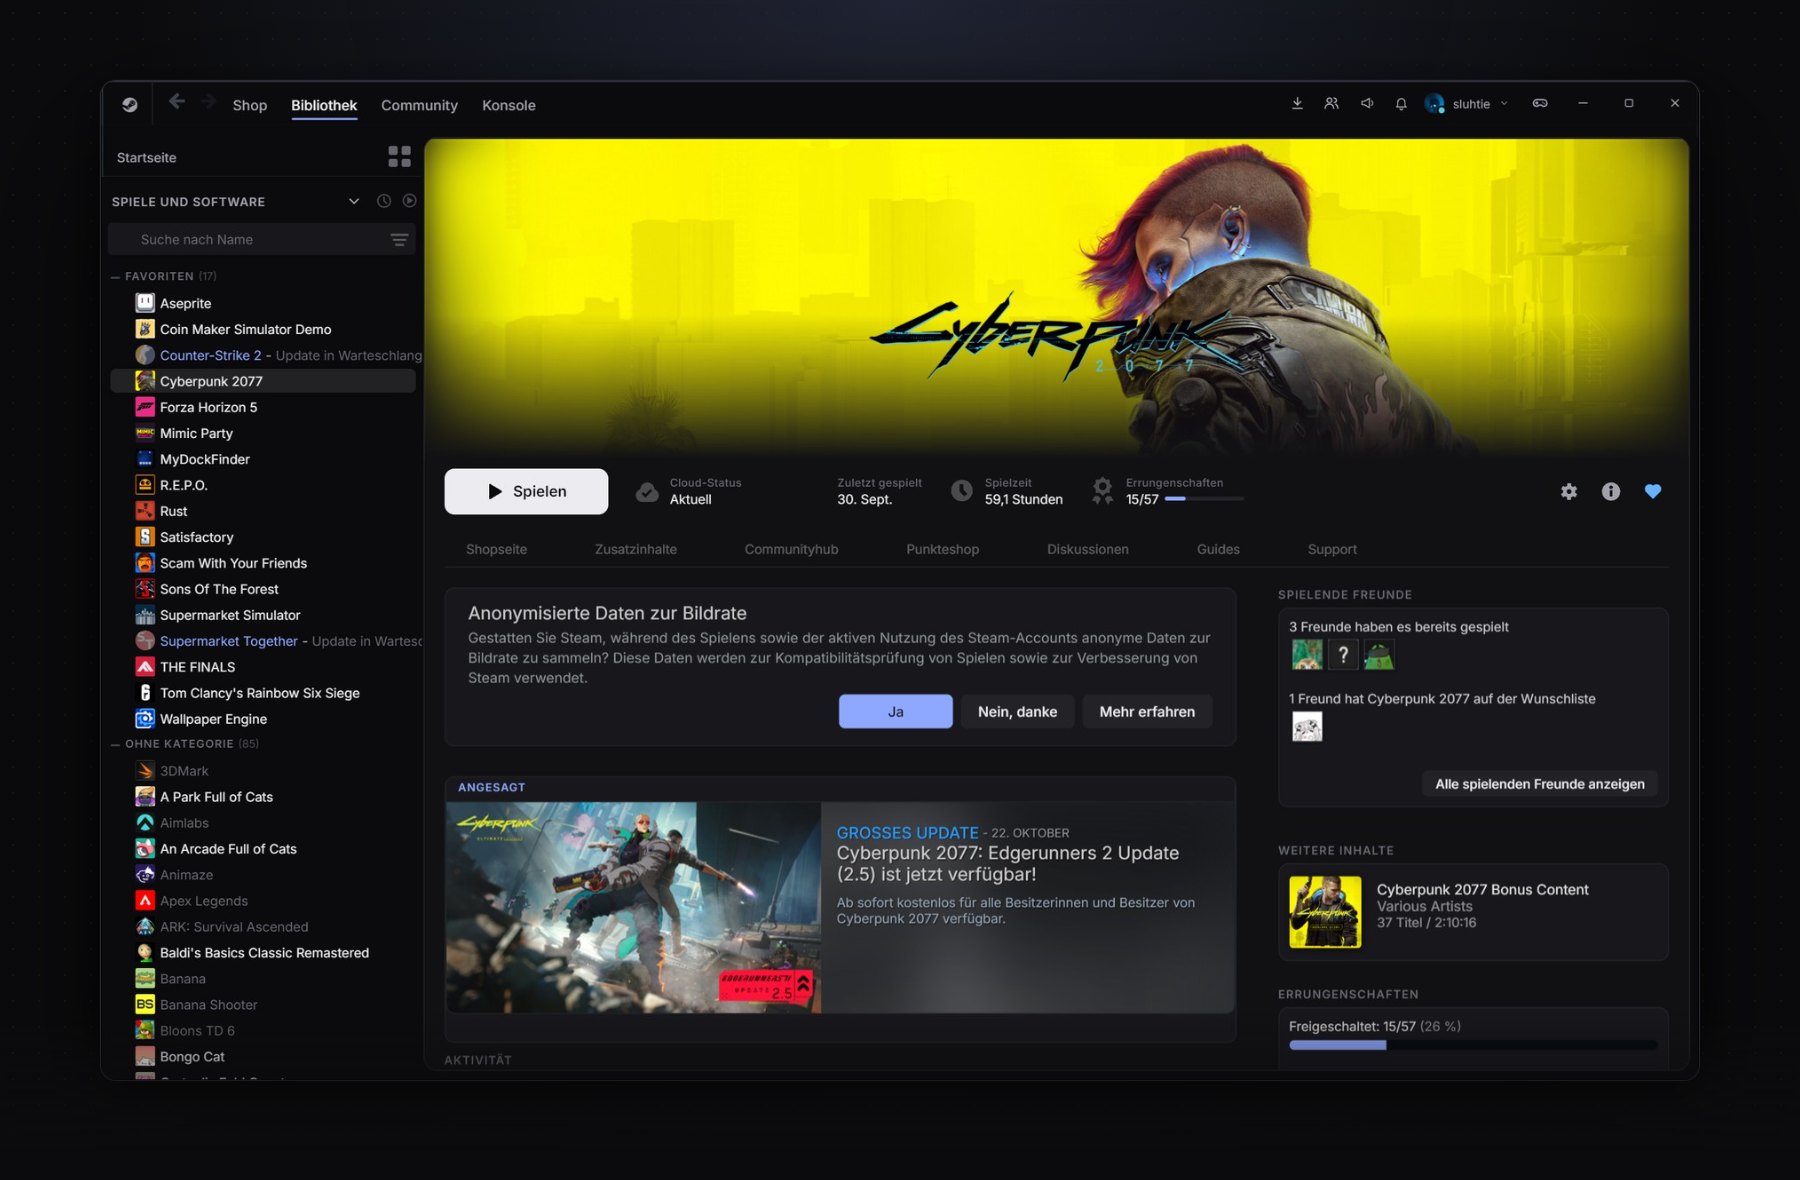 Shop Bibliothek Community Konsole
sluhtie
Startseite
SPIELE UND SOFTWARE
Suche nach Name
FAVORITEN (17)
Aseprite
Coin Maker Simulator Demo
Counter-Strike 2 - Update in Warteschlang
Cyberpunk 2077
Forza Horizon 5
Mimic Party
MyDockFinder
R.E.P.O.
Rust
Satisfactory
Scam With Your Friends
Sons Of The Forest
Supermarket Simulator
Supermarket Together - Update in Wartesc
THE FINALS
Tom Clancy's Rainbow Six Siege
Wallpaper Engine
OHNE KATEGORIE (85)
3DMark
A Park Full of Cats
Aimlabs
An Arcade Full of Cats
Animaze
Apex Legends
ARK: Survival Ascended
Baldi's Basics Classic Remastered
Banana
BS
Banana Shooter
Bloons TD 6
Bongo Cat
CYBERPUNK
2077
SAMURAI
Spielen
Cloud-Status
Aktuell
Zuletzt gespielt
30. Sept.
Spielzeit
59,1 Stunden
Errungenschaften
15/57
Shopseite Zusatzinhalte Communityhub Punkteshop Diskussionen Guides Support
Anonymisierte Daten zur Bildrate
Gestatten Sie Steam, während des Spielens sowie der aktiven Nutzung des Steam-Accounts anonyme Daten zur
Bildrate zu sammeln? Diese Daten werden zur Kompatibilitätsprüfung von Spielen sowie zur Verbesserung von
Steam verwendet.
Ja Nein, danke Mehr erfahren
ANGESAGT
CYBERPUNK
ULTIMATE
EDGERUNNERS
UPDATE 2.5
GROSSES UPDATE - 22. OKTOBER
Cyberpunk 2077: Edgerunners 2 Update
(2.5) ist jetzt verfügbar!
Ab sofort kostenlos für alle Besitzerinnen und Besitzer von
Cyberpunk 2077 verfügbar.
AKTIVITÄT
SPIELENDE FREUNDE
3 Freunde haben es bereits gespielt
?
1 Freund hat Cyberpunk 2077 auf der Wunschliste
Alle spielenden Freunde anzeigen
WEITERE INHALTE
CYBERPUNK
Cyberpunk 2077 Bonus Content
Various Artists
37 Titel / 2:10:16
ERRUNGENSCHAFTEN
Freigeschaltet: 15/57 (26 %)